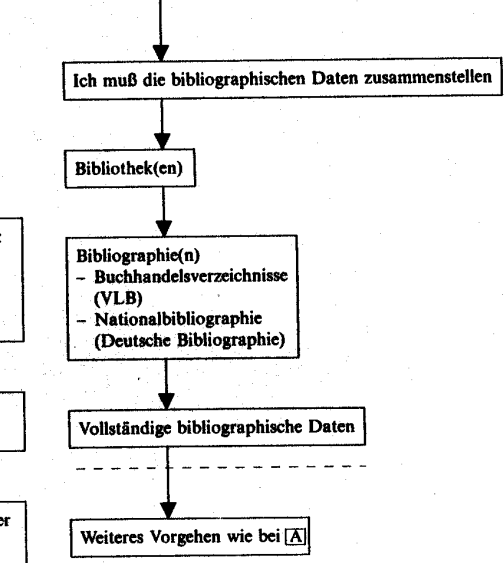 Ich muß die bibliographischen Daten zusammenstellen
Bibliothek(en)
Bibliographie(n)
– Buchhandelsverzeichnisse
(VLB)
– Nationalbibliographie
(Deutsche Bibliographie)
Vollständige bibliographische Daten
er
Weiteres Vorgehen wie bei A